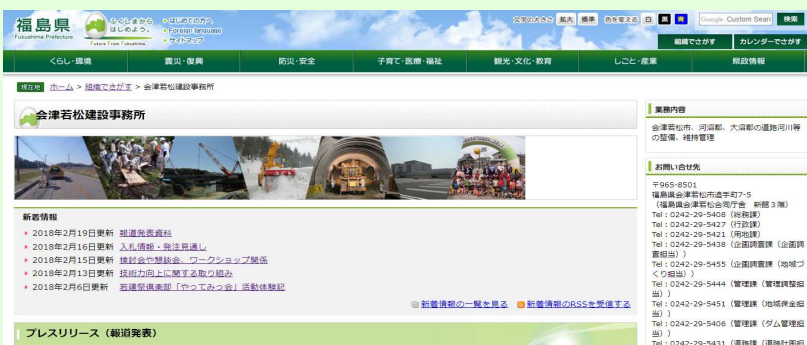 福島県
Fukushima Prefecture
ふくしまから
はじめよう。
Future From Fukushima.
はじめての方へ
Foreign language
サイトマップ
文字の大きさ 拡大 標準 色を変える 白 黒 青
Google Custom Sear 検索
組織でさがす カレンダーでさがす
くらし・環境 震災・復興 防災・安全 子育て・医療・福祉 観光・文化・教育 しごと・産業 県政情報
現在地 ホーム > 組織でさがす > 会津若松建設事務所
会津若松建設事務所
新着情報
2018年2月19日更新 報道発表資料
2018年2月16日更新 入札情報・発注見通し
2018年2月15日更新 検討会や懇談会、ワークショップ関係
2018年2月13日更新 技術力向上に関する取り組み
2018年2月6日更新 若建祭倶楽部「やってみっ会」活動体験記
新着情報の一覧を見る 新着情報のRSSを受信する
プレスリリース(報道発表)
業務内容
会津若松市、河沼郡、大沼郡の道路河川等
の整備、維持管理
お問い合せ先
〒965-8501
福島県会津若松市追手町7-5
(福島県会津若松合同庁舎 新館3階)
Tel:0242-29-5408(総務課)
Tel:0242-29-5427(行政課)
Tel:0242-29-5421(用地課)
Tel:0242-29-5438(企画調査課(企画調
査担当))
Tel:0242-29-5455(企画調査課(地域づ
くり担当))
Tel:0242-29-5444(管理課(管理調整担
当))
Tel:0242-29-5451(管理課(地域保全担
当))
Tel:0242-29-5406(管理課(ダム管理担
当))
Tel:0242-29-5431(道路課(道路計画担